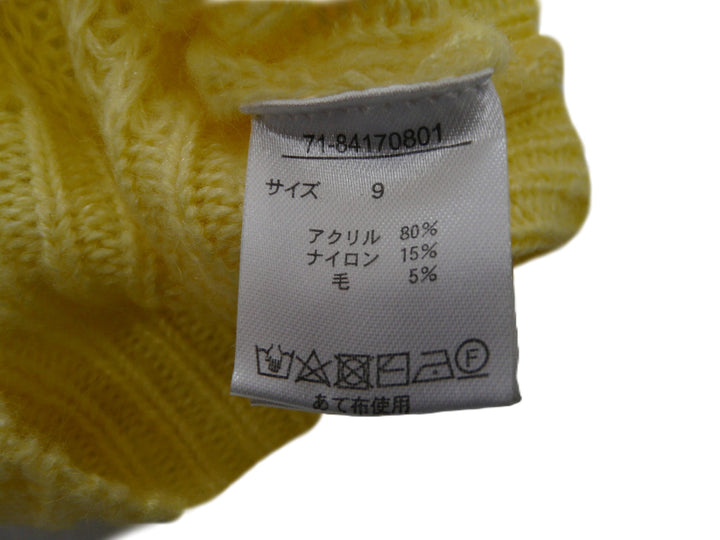 71-84170801
サイズ 9
アクリル 80%
ナイロン 15%
毛 5%
F
あて布使用